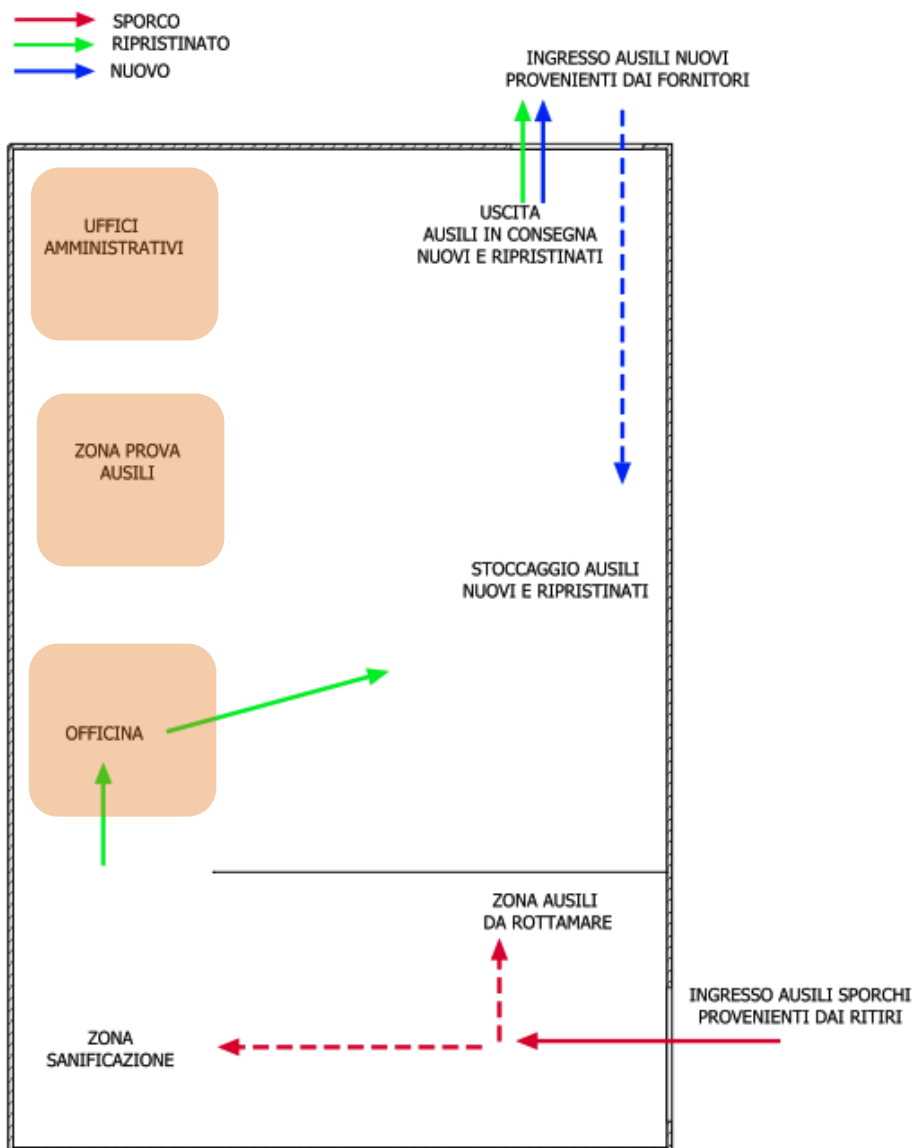 SPORCO
RIPRISTINATO
NUOVO
INGRESSO AUSILI NUOVI
PROVENIENTI DAI FORNITORI
UFFICI
AMMINISTRATIVI
USCITA
AUSILI IN CONSEGNA
NUOVI E RIPRISTINATI
ZONA PROVA
AUSILI
STOCCAGGIO AUSILI
NUOVI E RIPRISTINATI
OFFICINA
ZONA AUSILI
DA ROTTAMARE
INGRESSO AUSILI SPORCHI
PROVENIENTI DAI RITIRI
ZONA
SANIFICAZIONE